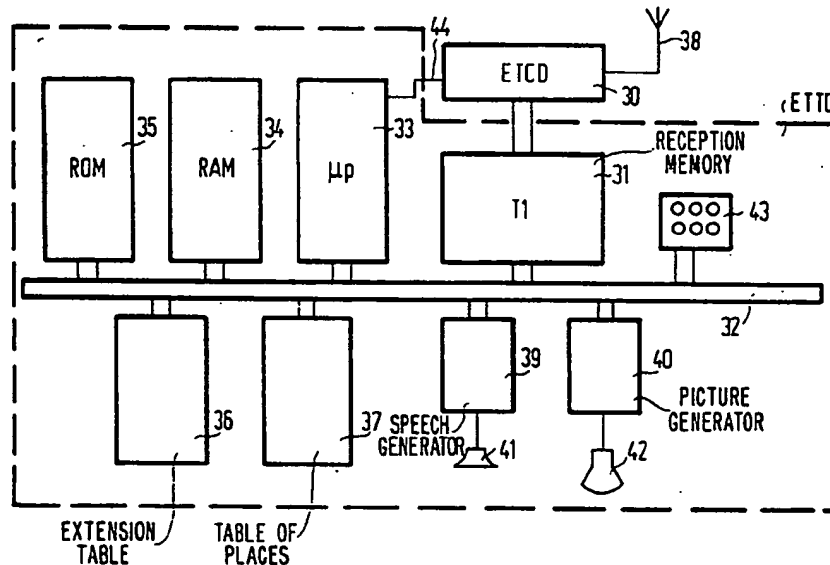 44
38
ETCD
30
ETTD
35
34
33
RECEPTION
MEMORY
31
ROM
RAM
µp
T1
43
32
39
40
SPEECH
GENERATOR
PICTURE
GENERATOR
36
37
41
42
EXTENSION
TABLE
TABLE OF
PLACES